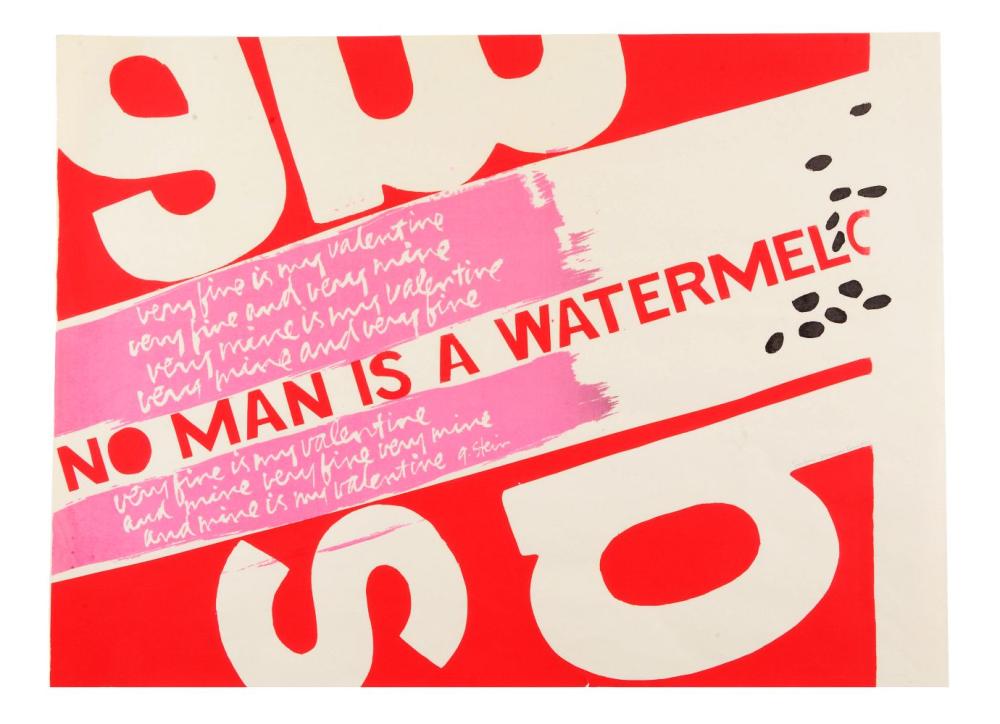 gm
very fine is my valentine
very fine and very mine
very mine is my valentine
very mine and very fine
NO MAN IS A WATERMELO
very fine is my valentine
and mine very fine very mine
and mine is my valentine g. Stein
s